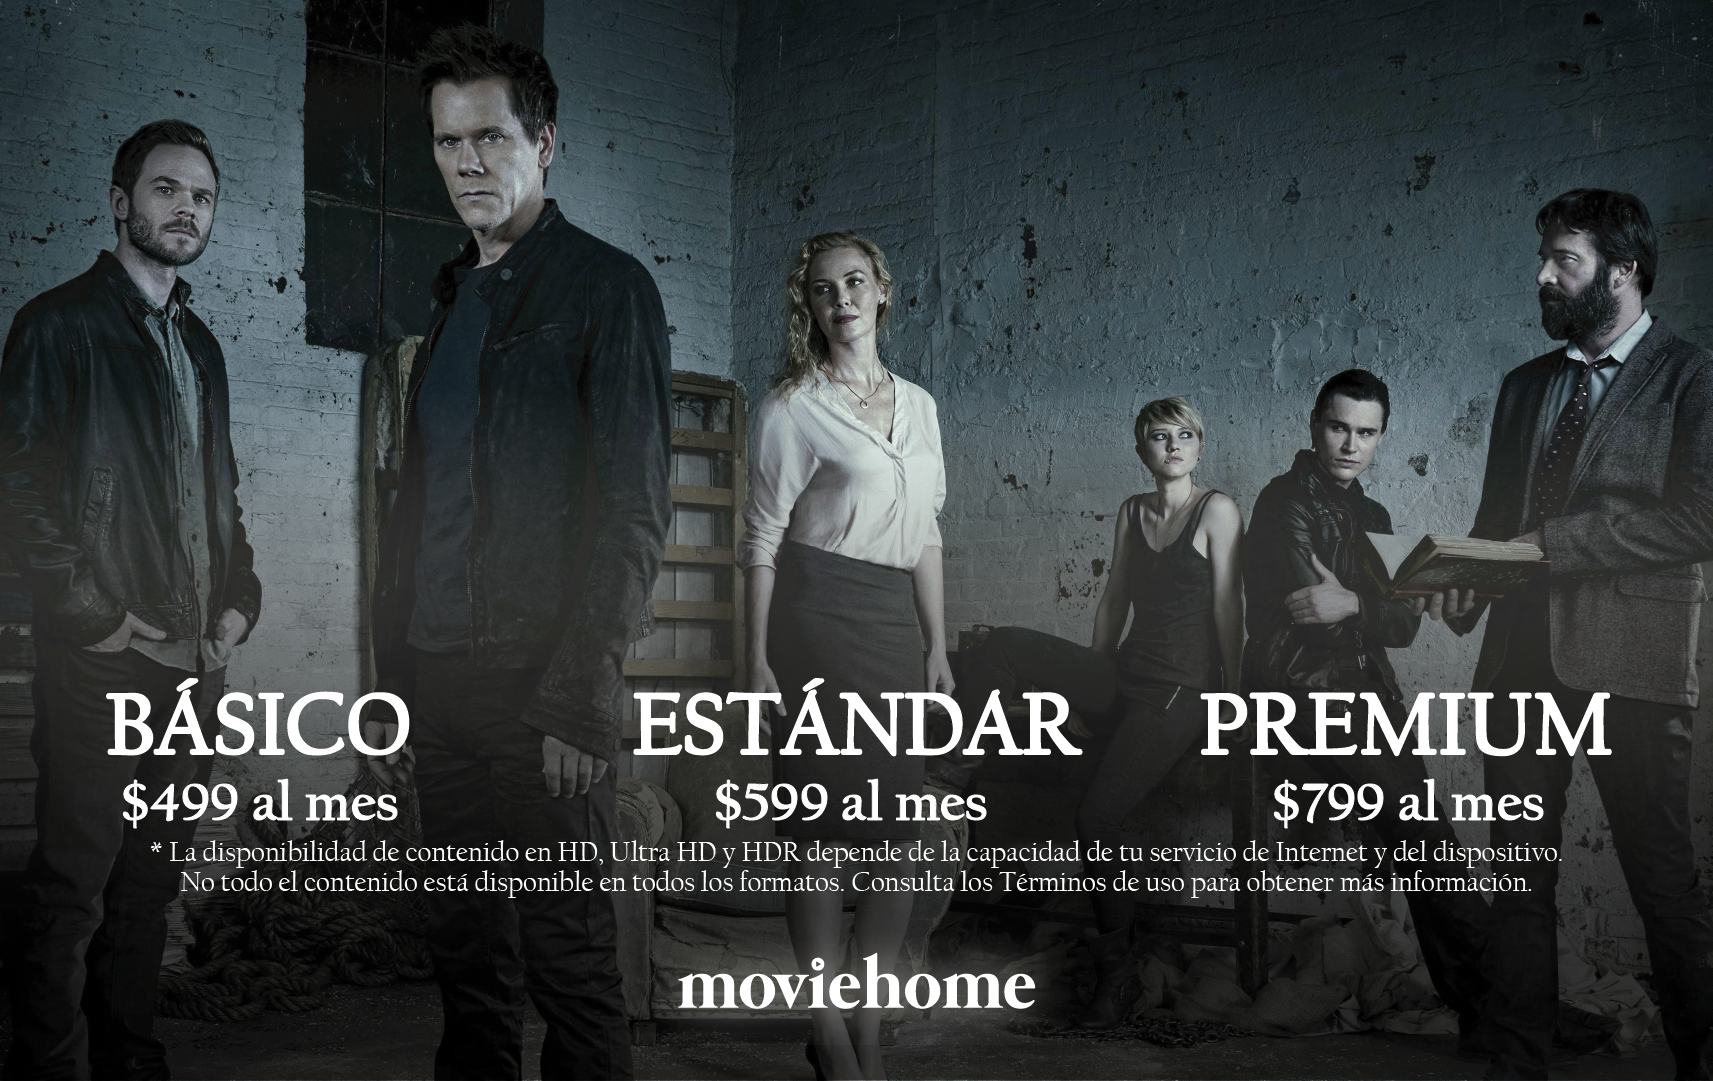 BÁSICO ESTÁNDAR PREMIUM
$499 al mes $599 al mes $799 al mes
* La disponibilidad de contenido en HD, Ultra HD y HDR depende de la capacidad de tu servicio de Internet y del dispositivo.
No todo el contenido está disponible en todos los formatos. Consulta los Términos de uso para obtener más información.
moviehome